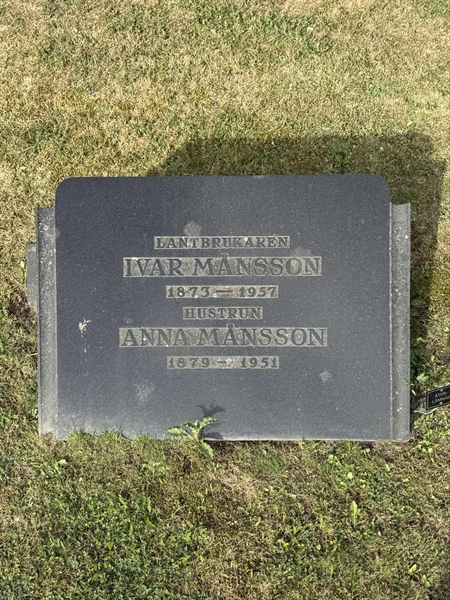 LANTBRUKAREN
IVAR MÅNSSON
1873 — 1957
HUSTRUN
ANNA MÅNSSON
1879 — 1951